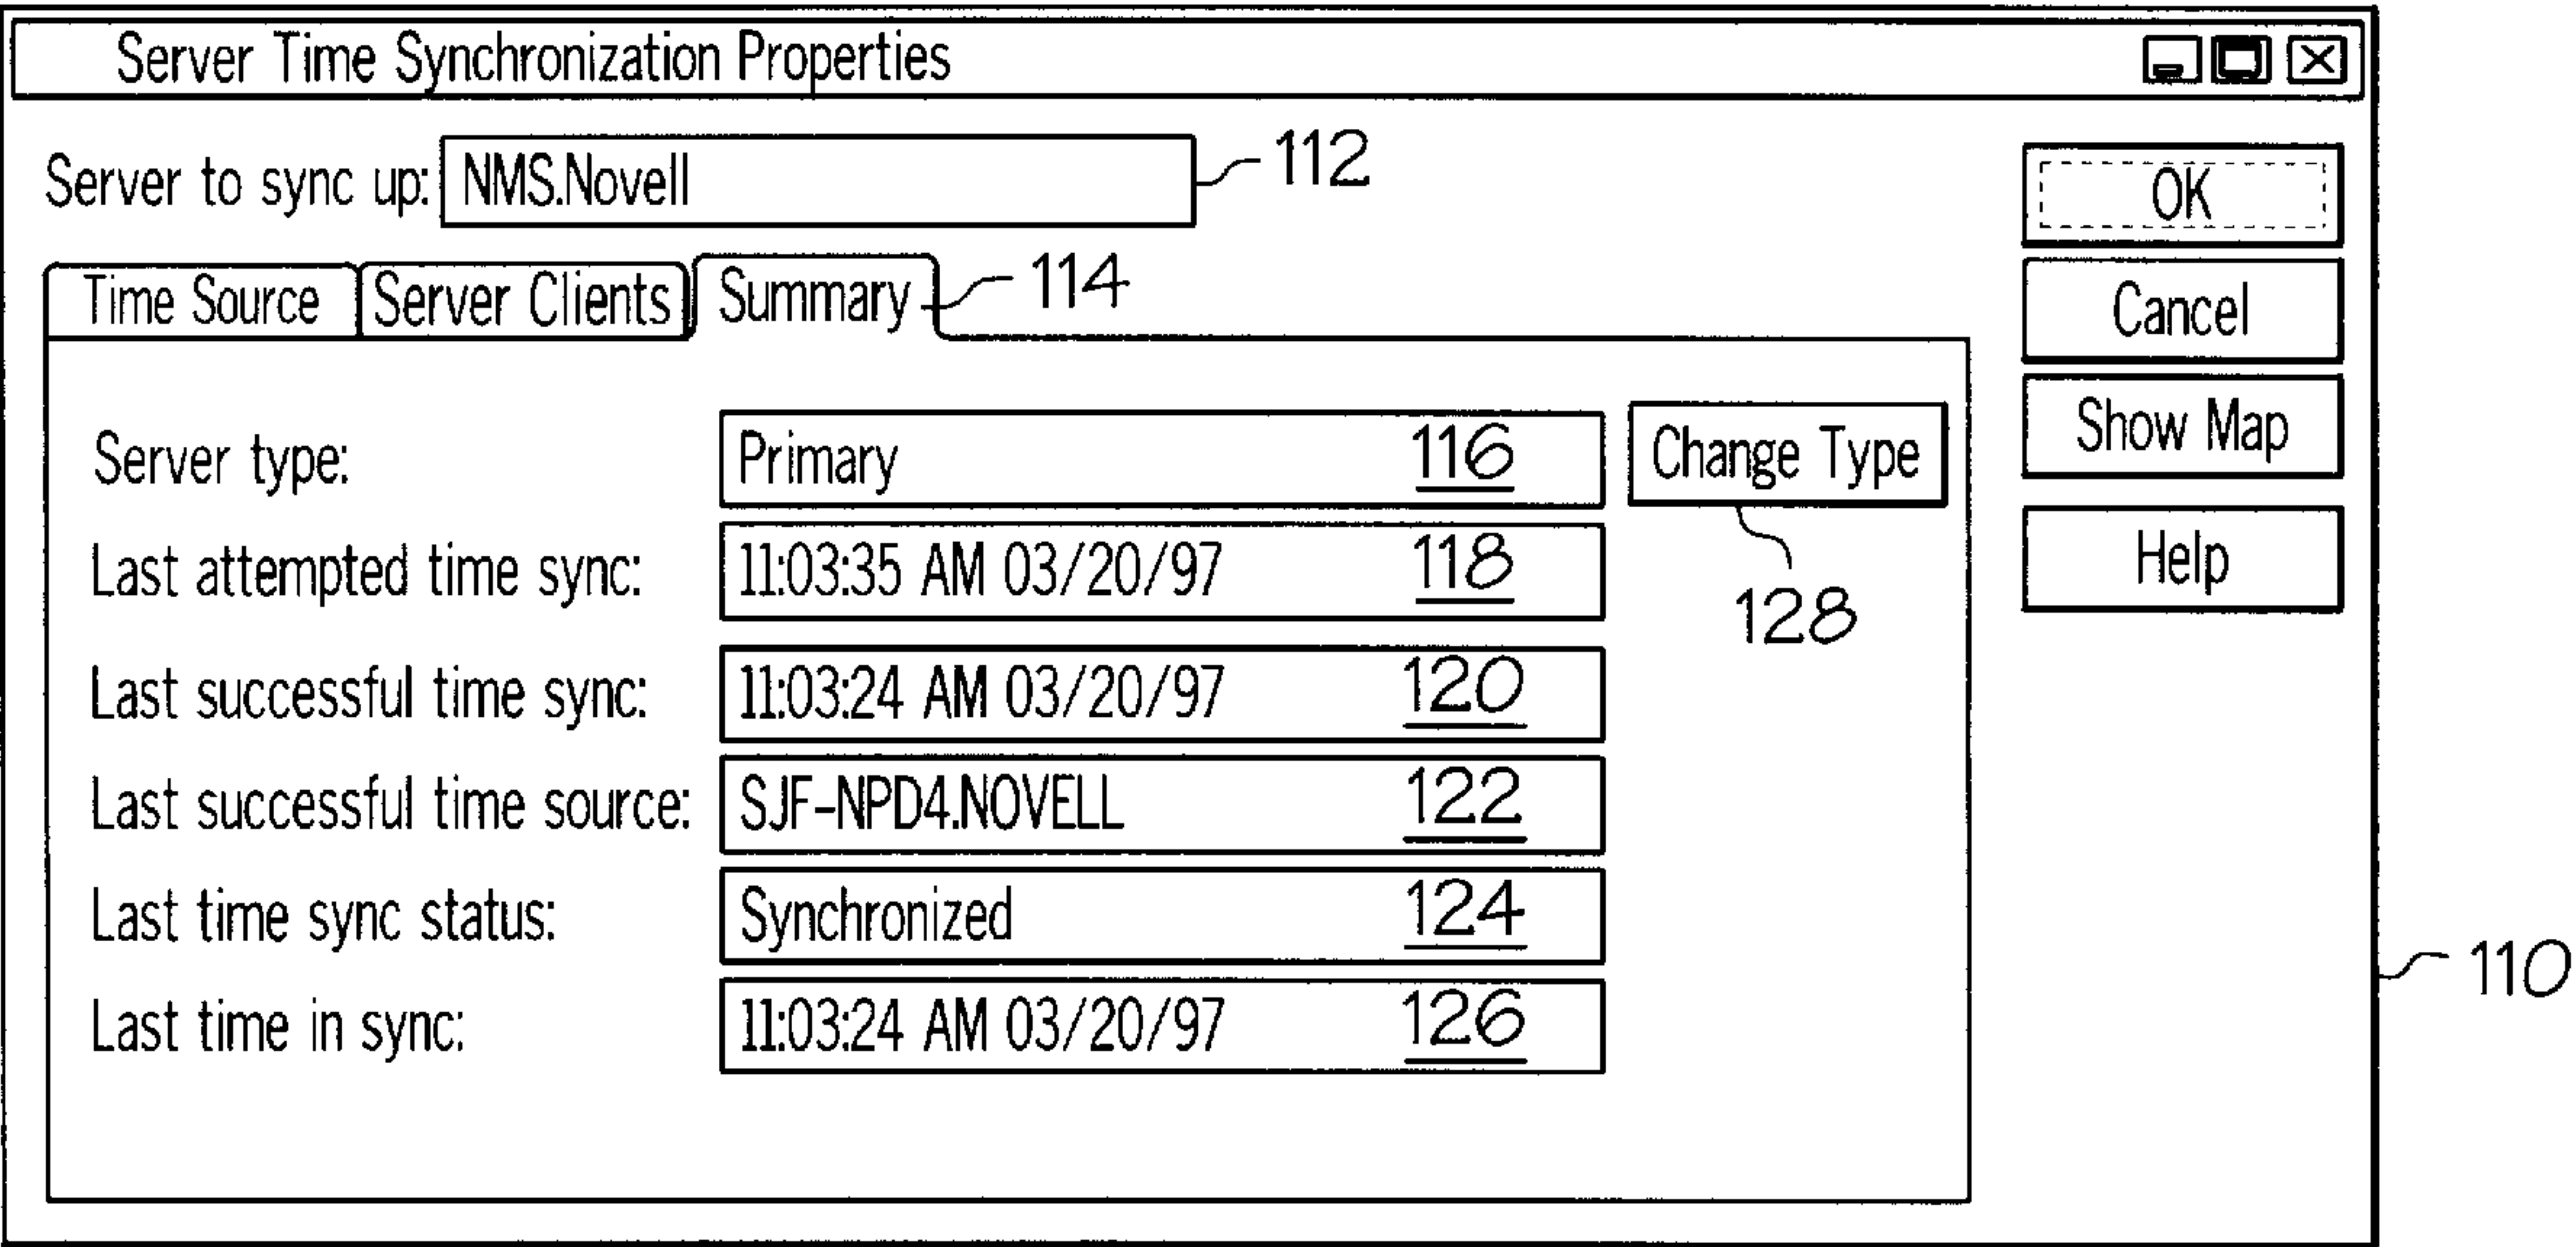 Server Time Synchronization Properties
Server to sync up: NMS.Novell 112
OK
Time Source Server Clients Summary 114
Cancel
Show Map
Server type: Primary 116 Change Type
Last attempted time sync: 11:03:35 AM 03/20/97 118
128
Help
Last successful time sync: 11:03:24 AM 03/20/97 120
Last successful time source: SJF-NPD4.NOVELL 122
Last time sync status: Synchronized 124
110
Last time in sync: 11:03:24 AM 03/20/97 126